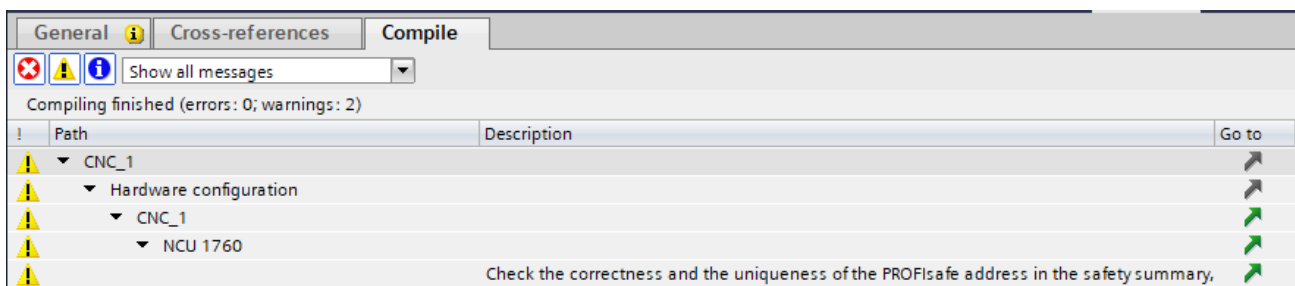 General Cross-references Compile
Show all messages
Compiling finished (errors: 0; warnings: 2)
! Path Description Go to
CNC_1
Hardware configuration
CNC_1
NCU 1760
Check the correctness and the uniqueness of the PROFIsafe address in the safety summary,